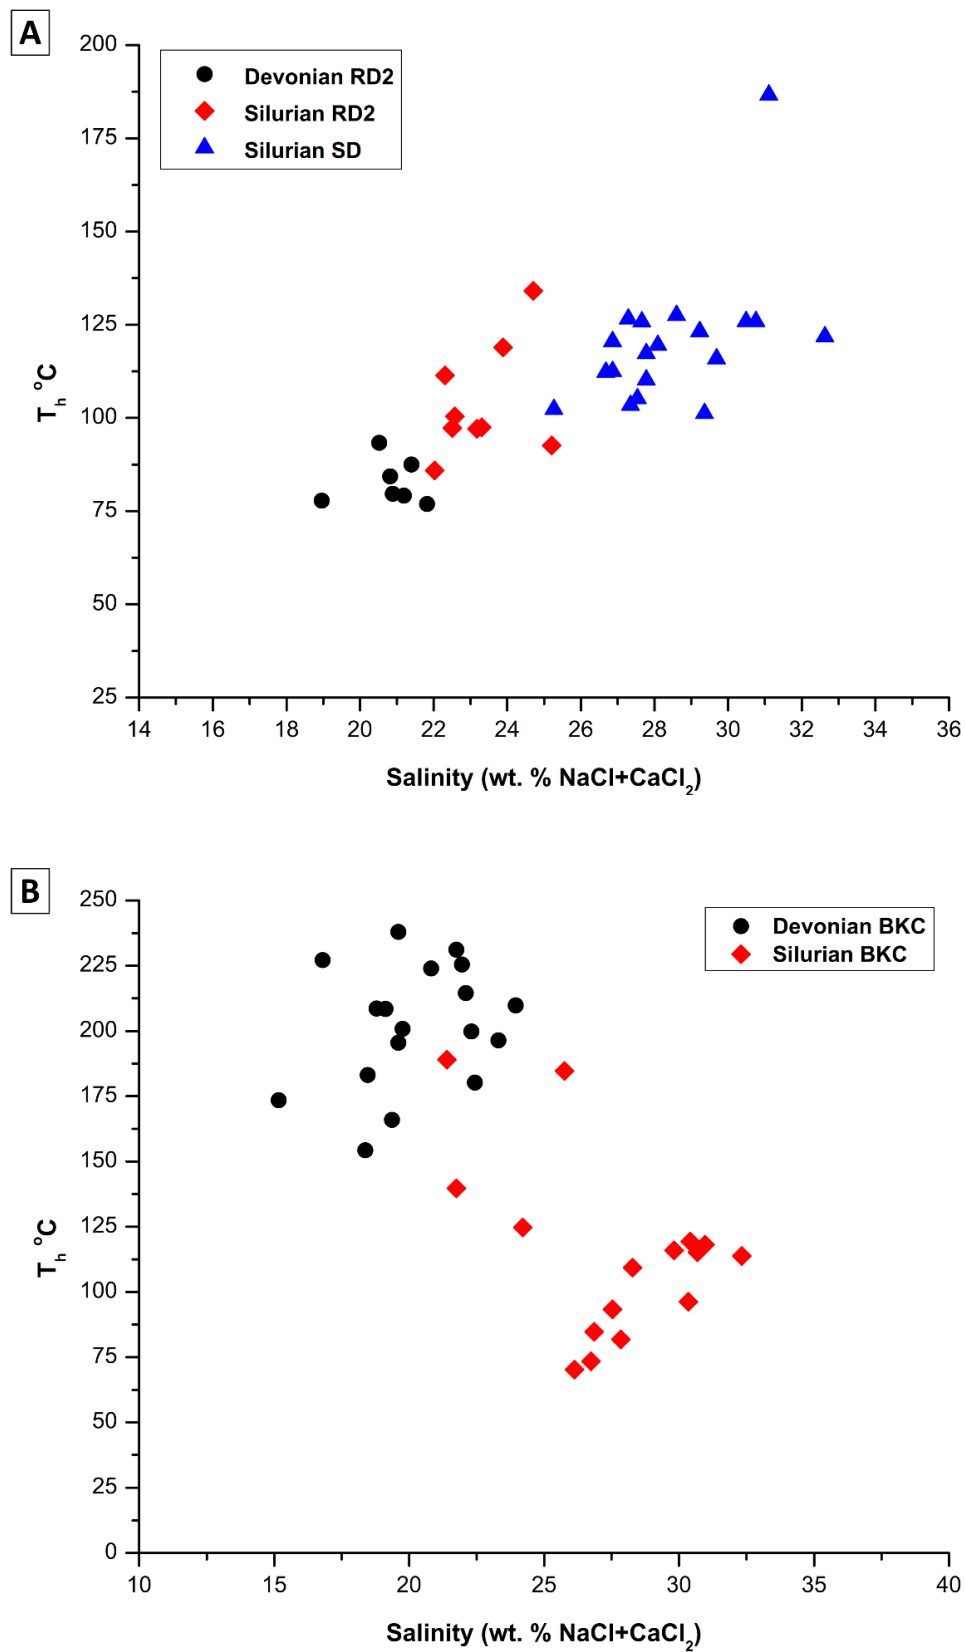 A
200
175
150
125
100
75
50
25
T_h °C
Devonian RD2
Silurian RD2
Silurian SD
14 16 18 20 22 24 26 28 30 32 34 36
Salinity (wt. % NaCl+CaCl₂)
B
250
225
200
175
150
125
100
75
50
25
0
T_h °C
Devonian BKC
Silurian BKC
10 15 20 25 30 35 40
Salinity (wt. % NaCl+CaCl₂)